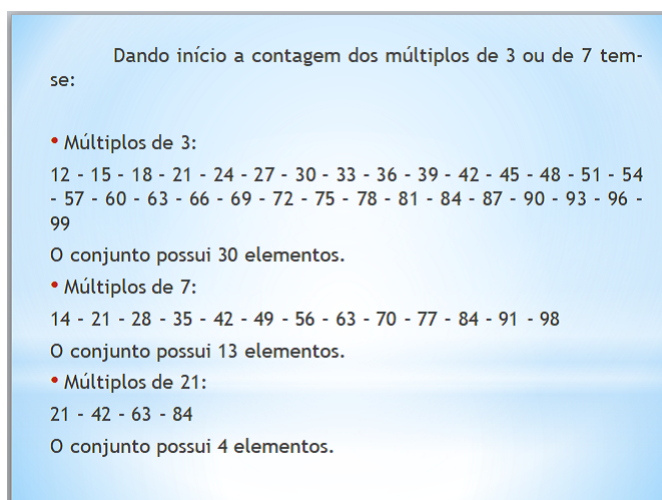 Dando início a contagem dos múltiplos de 3 ou de 7 tem-
se:
• Múltiplos de 3:
12 - 15 - 18 - 21 - 24 - 27 - 30 - 33 - 36 - 39 - 42 - 45 - 48 - 51 - 54
- 57 - 60 - 63 - 66 - 69 - 72 - 75 - 78 - 81 - 84 - 87 - 90 - 93 - 96 -
99
O conjunto possui 30 elementos.
• Múltiplos de 7:
14 - 21 - 28 - 35 - 42 - 49 - 56 - 63 - 70 - 77 - 84 - 91 - 98
O conjunto possui 13 elementos.
• Múltiplos de 21:
21 - 42 - 63 - 84
O conjunto possui 4 elementos.